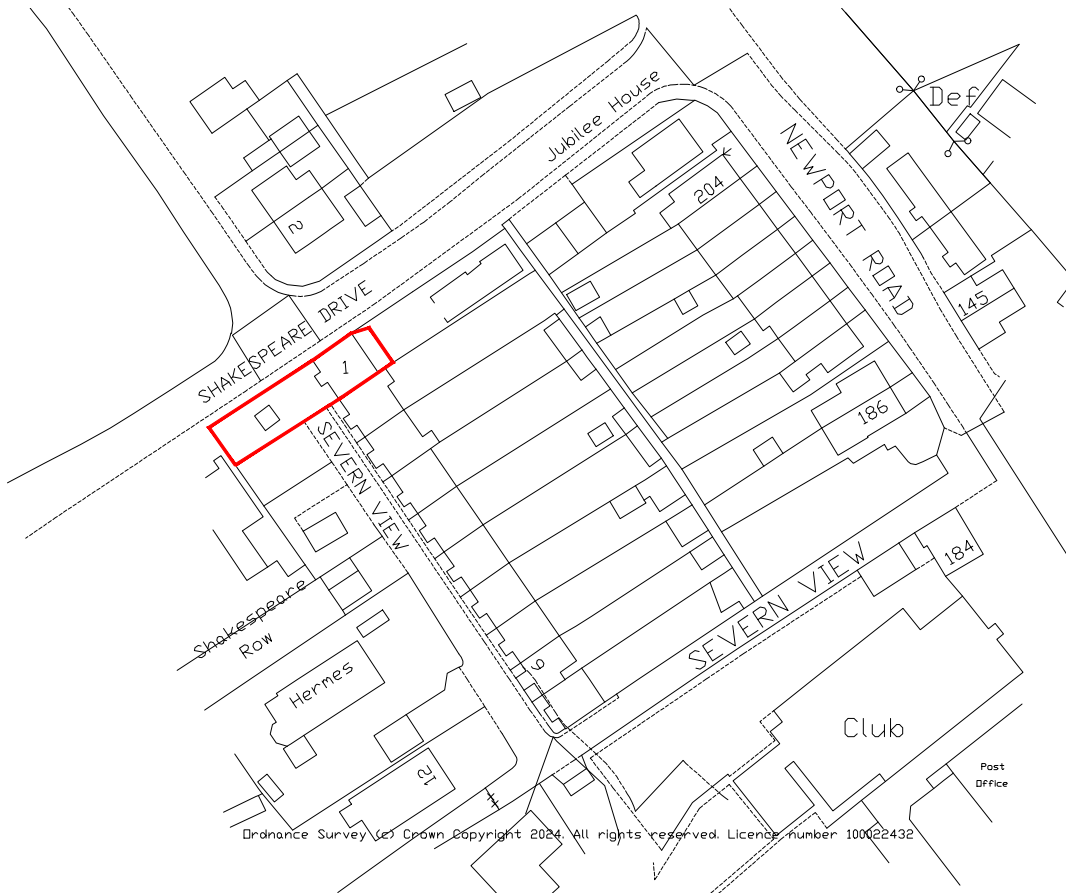 Def
Jubilee House
NEWPORT ROAD
204
2
145
SHAKESPEARE DRIVE
1
186
SEVERN VIEW
184
SEVERN VIEW
Shakespeare
Row
9
Hermes
Club
12
Post
Office
Ordnance Survey (c) Crown Copyright 2024. All rights reserved. Licence number 100022432